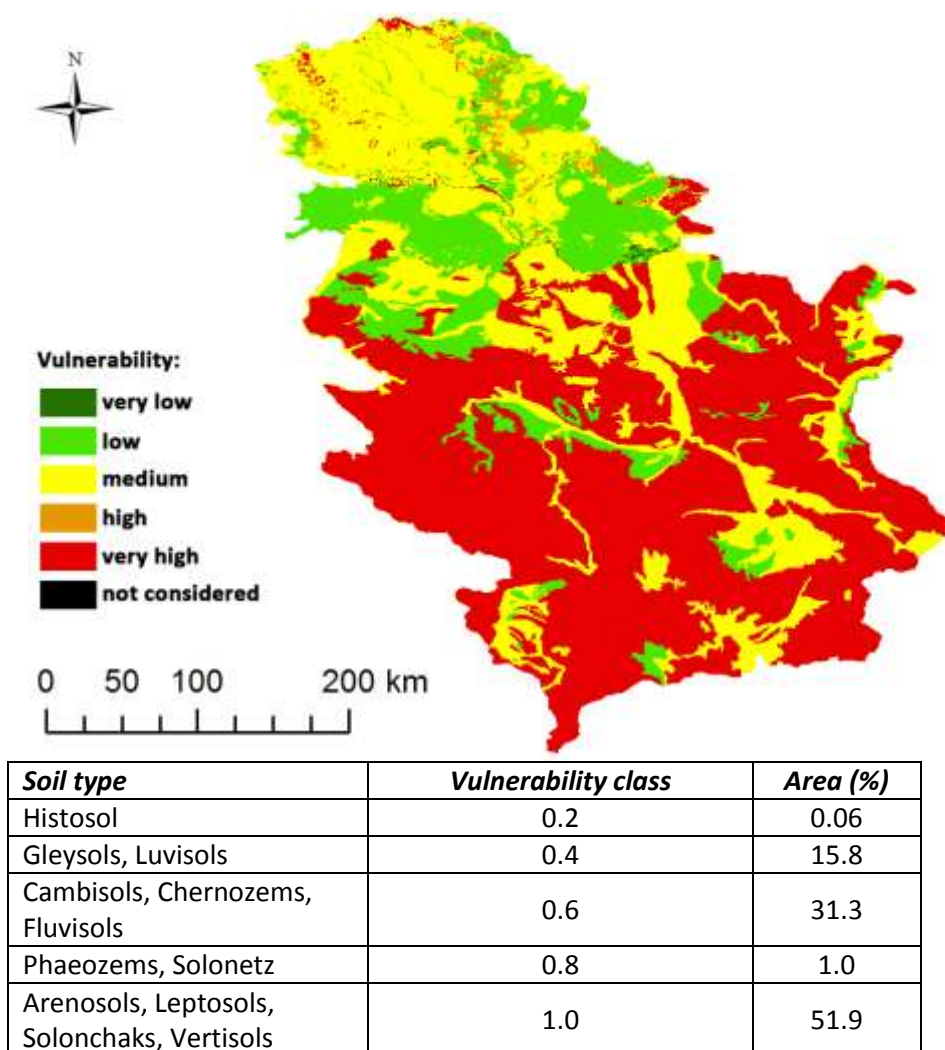 N
Vulnerability:
very low
low
medium
high
very high
not considered
0 50 100 200 km
Soil type Vulnerability class Area (%)
Histosol 0.2 0.06
Gleysols, Luvisols 0.4 15.8
Cambisols, Chernozems,
Fluvisols 0.6 31.3
Phaeozems, Solonetz 0.8 1.0
Arenosols, Leptosols,
Solonchaks, Vertisols 1.0 51.9